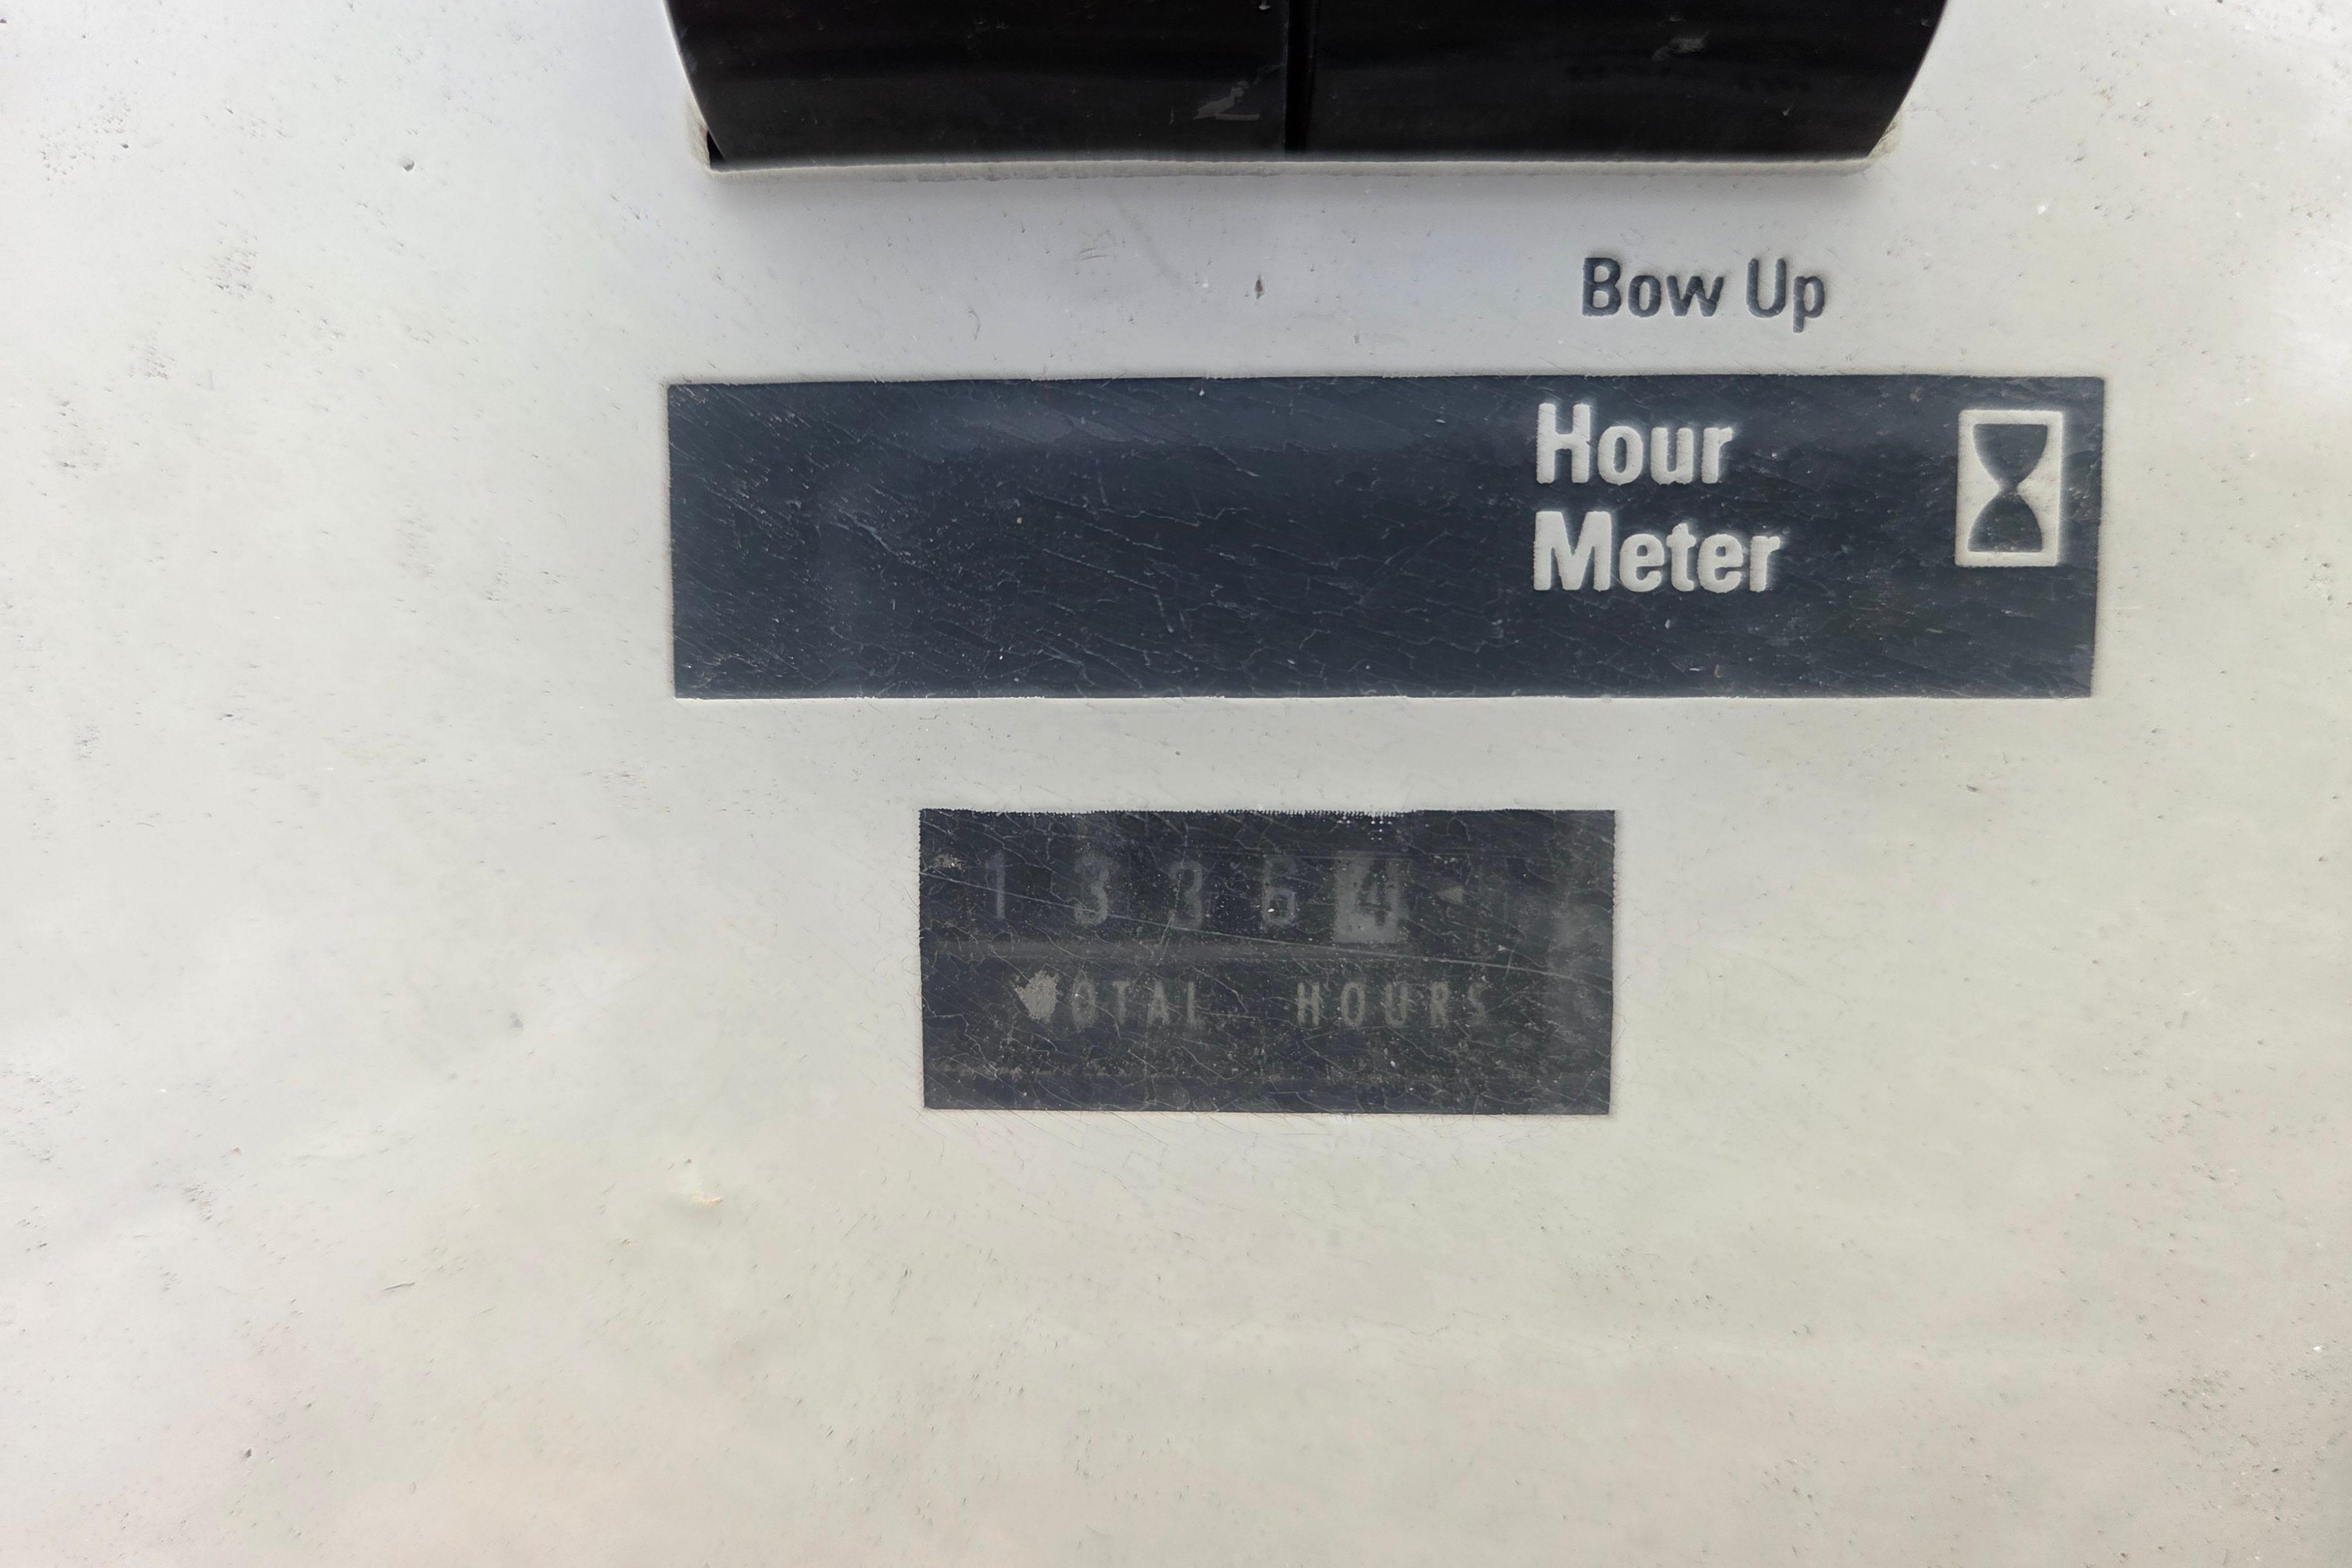 Bow Up
Hour
Meter
1 3 3 6 4
TOTAL HOURS